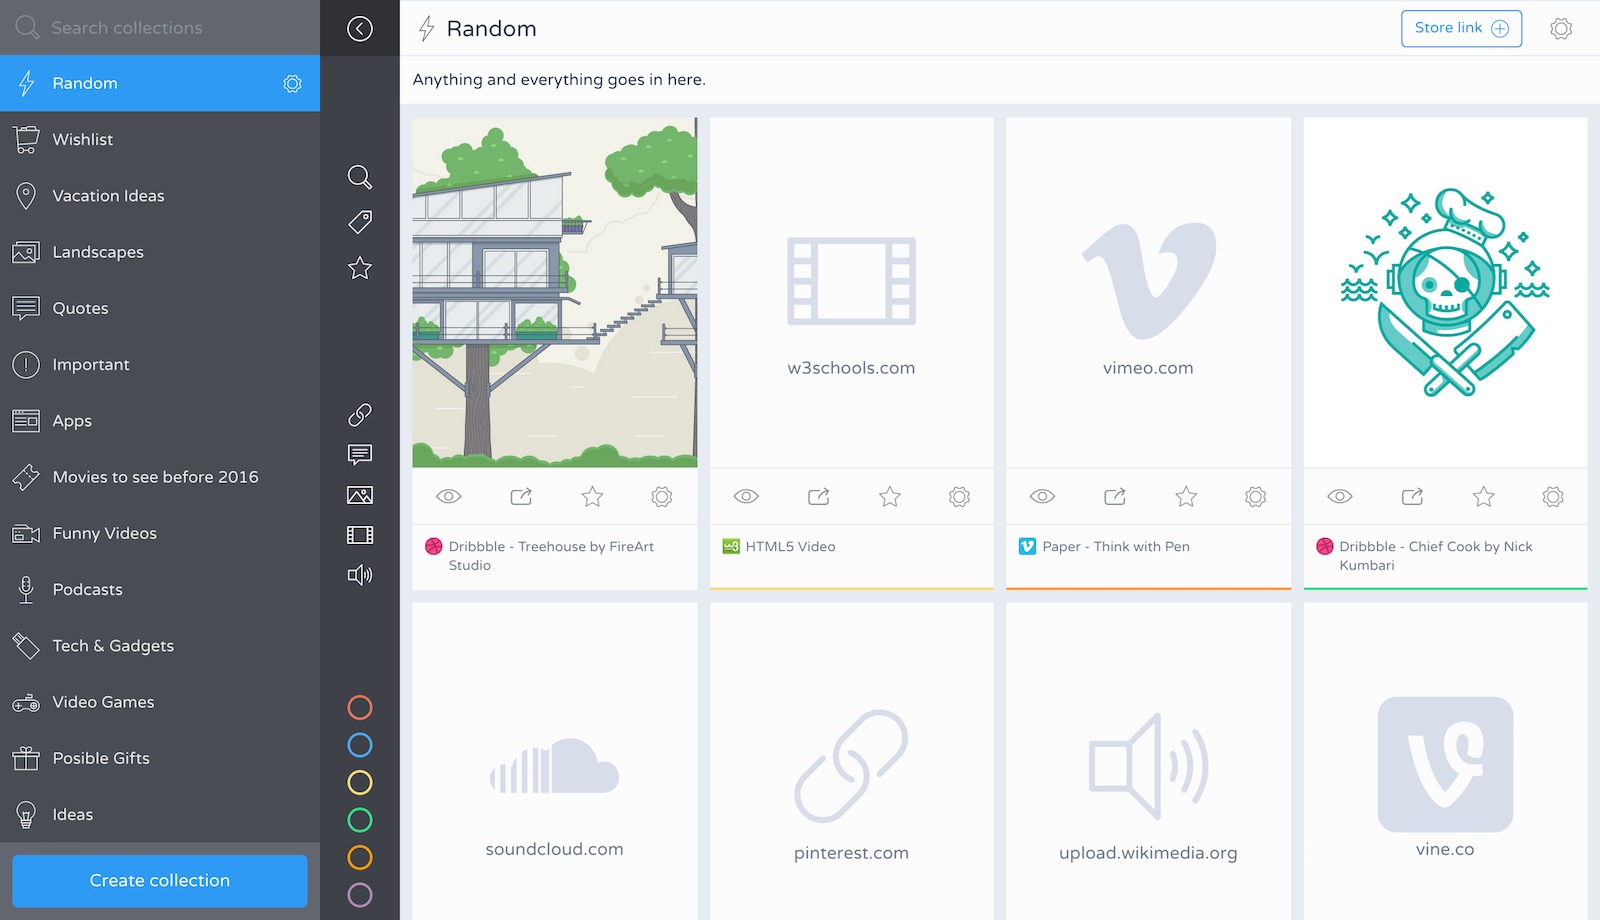 Search collections
Random
Wishlist
Vacation Ideas
Landscapes
Quotes
Important
Apps
Movies to see before 2016
Funny Videos
Podcasts
Tech & Gadgets
Video Games
Posible Gifts
Ideas
Create collection
Random
Store link
Anything and everything goes in here.
w3schools.com
vimeo.com
Dribbble - Treehouse by FireArt
Studio
w3
HTML5 Video
Paper - Think with Pen
Dribbble - Chief Cook by Nick
Kumbari
soundcloud.com
pinterest.com
upload.wikimedia.org
vine.co